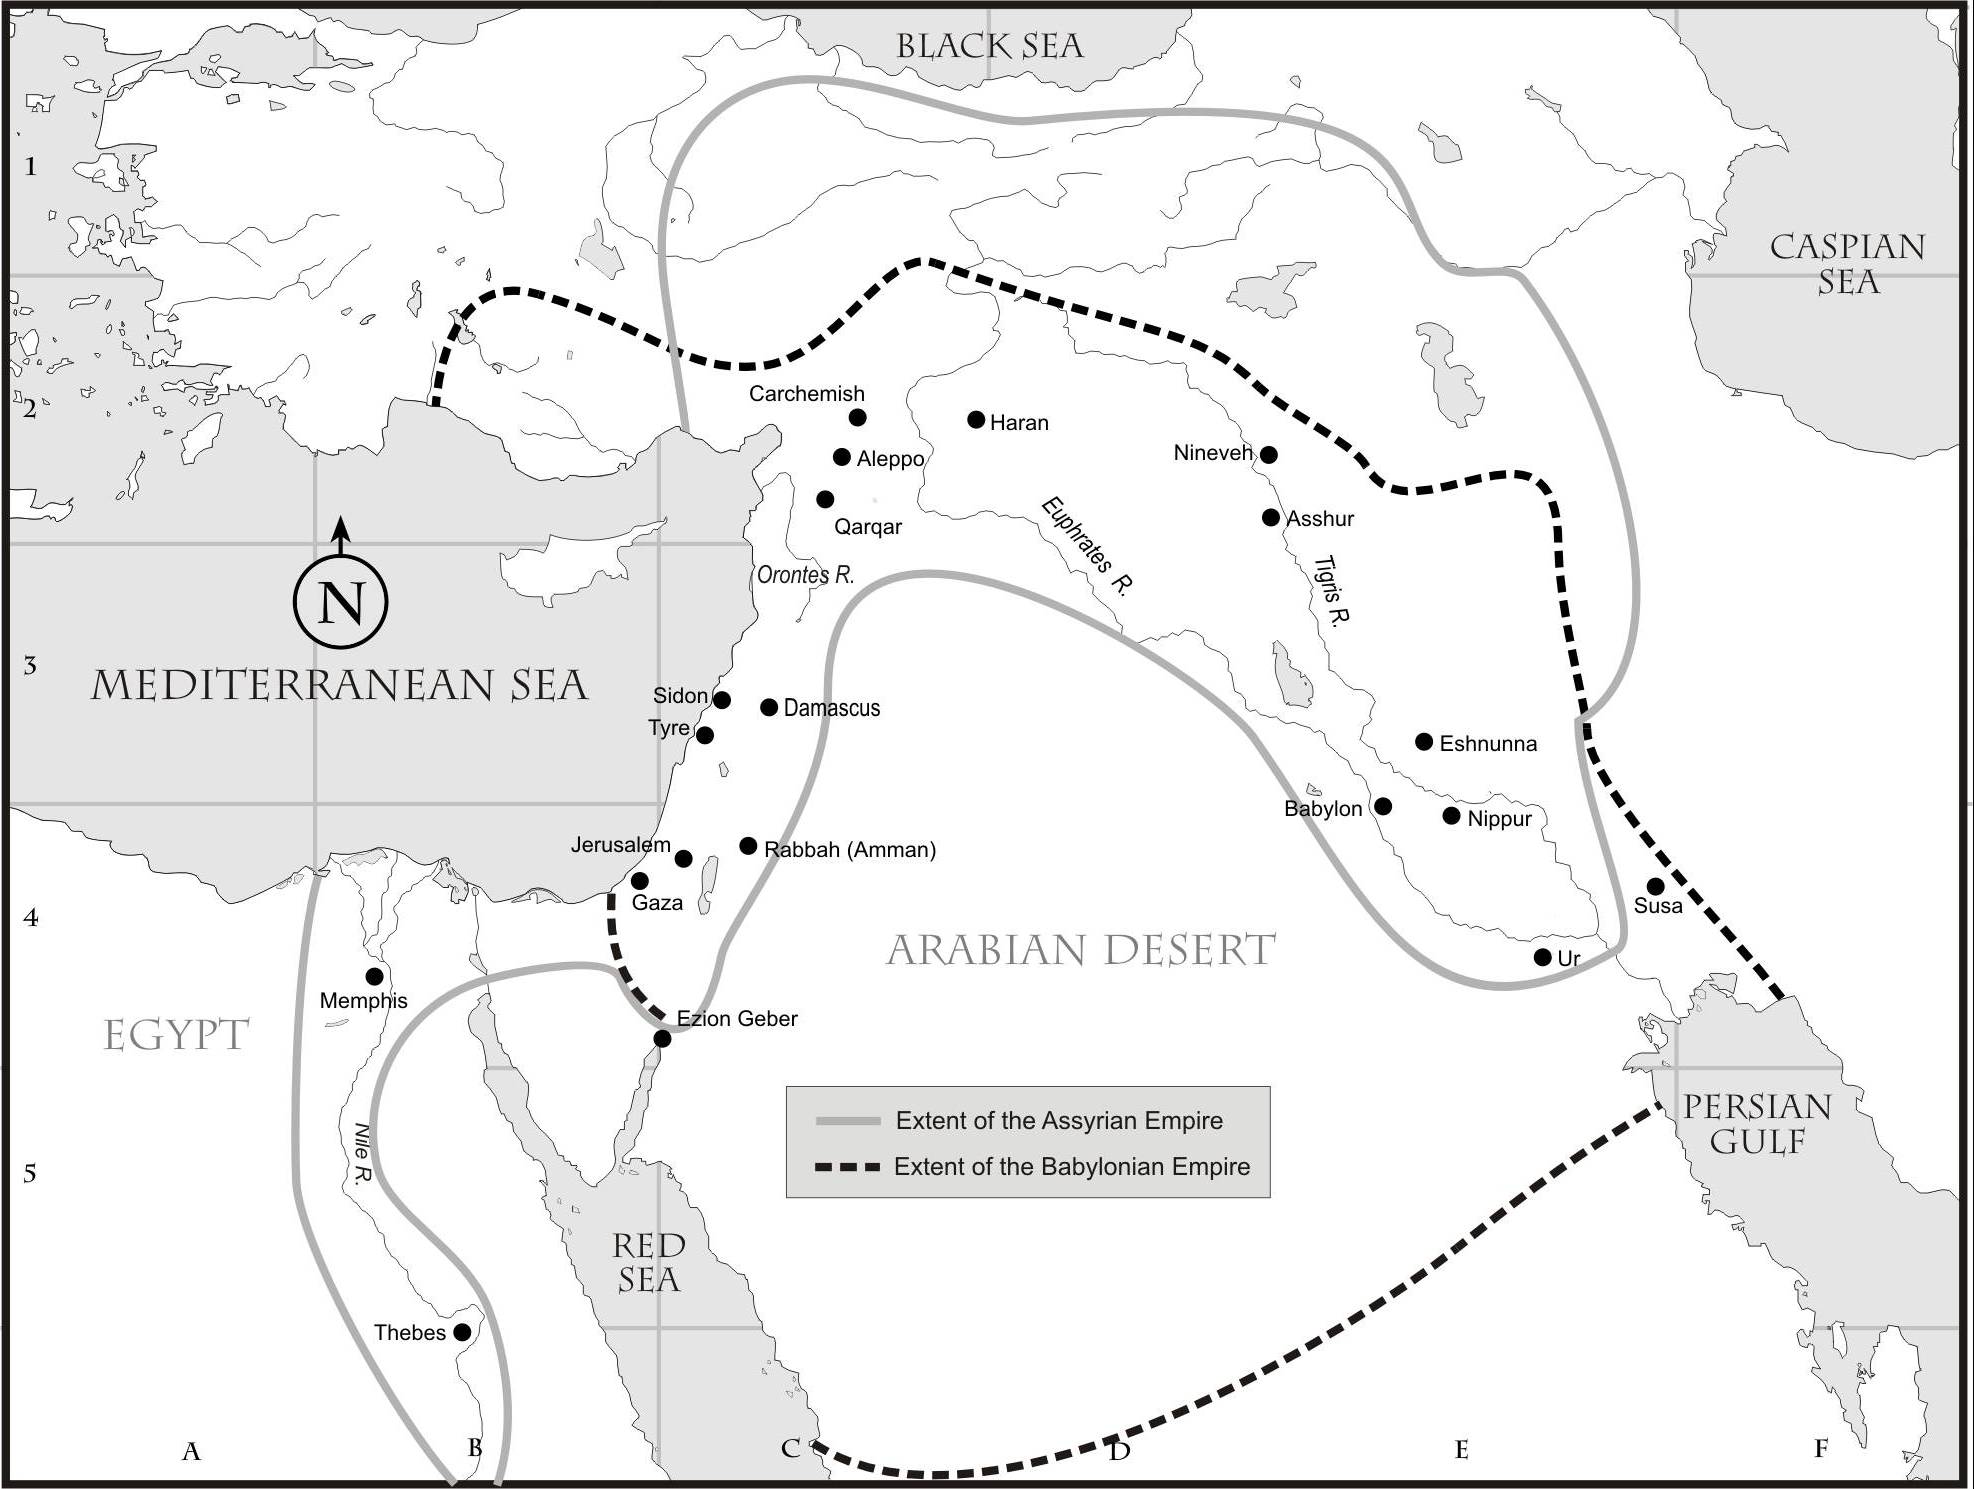 BLACK SEA
1
CASPIAN
SEA
Carchemish
2
Haran
Aleppo
Nineveh
Qarqar
Euphrates R.
Asshur
Orontes R.
Tigris R.
N
3
MEDITERRANEAN SEA
Sidon
Damascus
Tyre
Eshnunna
Babylon
Nippur
Jerusalem
Rabbah (Amman)
Gaza
Susa
4
ARABIAN DESERT
Ur
Memphis
EGYPT
Ezion Geber
Extent of the Assyrian Empire
Extent of the Babylonian Empire
PERSIAN
GULF
Nile R.
5
RED
SEA
Thebes
A
B
C
D
E
F